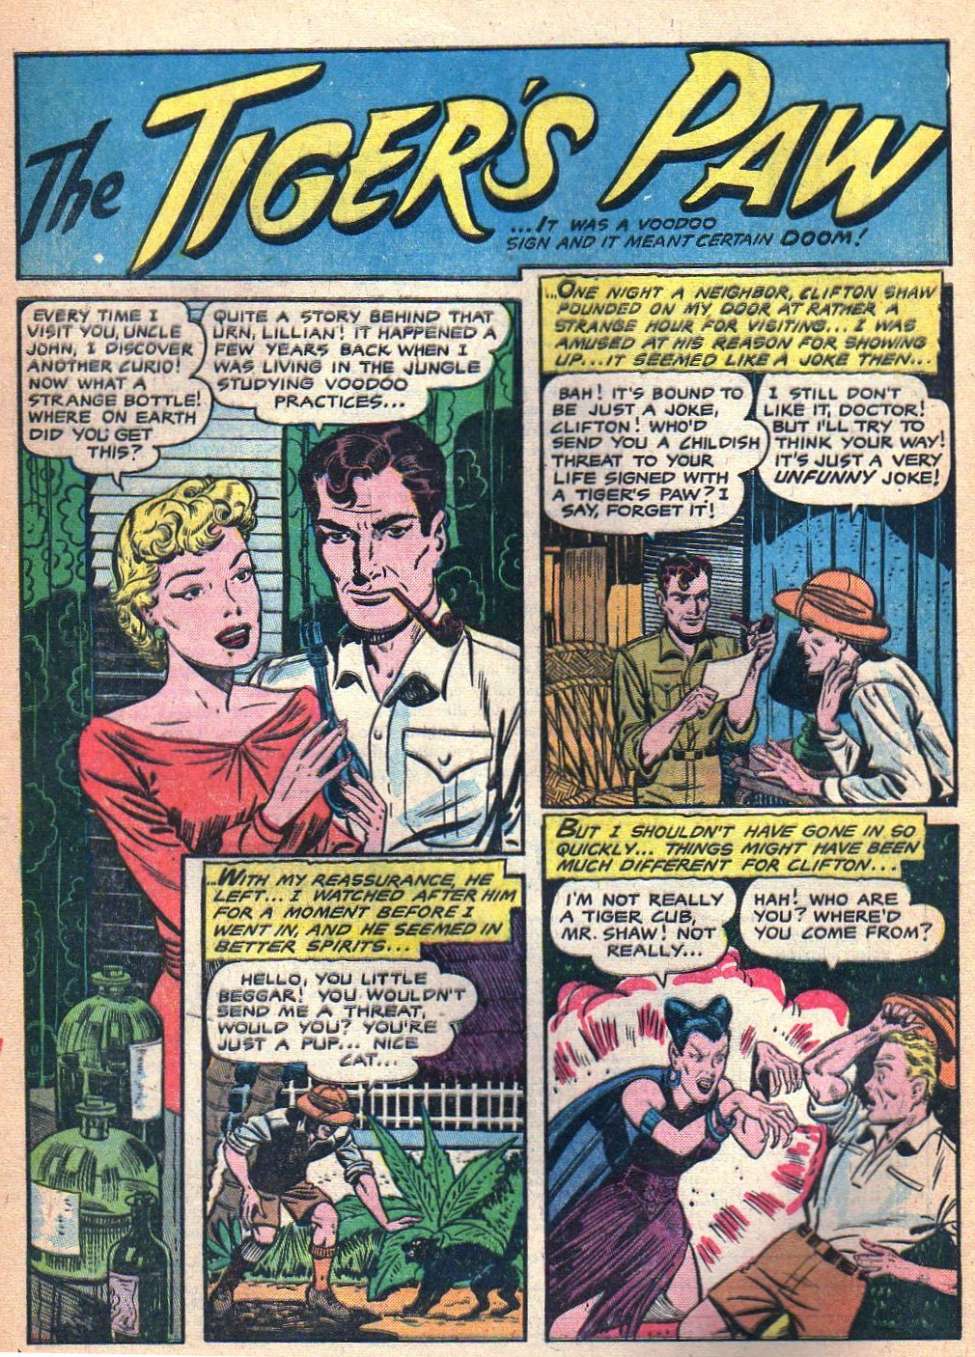 The TIGER'S PAW
...IT WAS A VOODOO
SIGN AND IT MEANT CERTAIN DOOM!
EVERY TIME I
VISIT YOU, UNCLE
JOHN, I DISCOVER
ANOTHER CURIO!
NOW WHAT A
STRANGE BOTTLE!
WHERE ON EARTH
DID YOU GET
THIS?
QUITE A STORY BEHIND THAT
URN, LILLIAN! IT HAPPENED A
FEW YEARS BACK WHEN I
WAS LIVING IN THE JUNGLE
STUDYING VOODOO
PRACTICES...
...ONE NIGHT A NEIGHBOR, CLIFTON SHAW
POUNDED ON MY DOOR AT RATHER A
STRANGE HOUR FOR VISITING... I WAS
AMUSED AT HIS REASON FOR SHOWING
UP...IT SEEMED LIKE A JOKE THEN...
BAH! IT'S BOUND TO
BE JUST A JOKE,
CLIFTON! WHO'D
SEND YOU A CHILDISH
THREAT TO YOUR
LIFE SIGNED WITH
A TIGER'S PAW? I
SAY, FORGET IT!
I STILL DON'T
LIKE IT, DOCTOR!
BUT I'LL TRY TO
THINK YOUR WAY!
IT'S JUST A VERY
UNFUNNY JOKE!
...WITH MY REASSURANCE, HE
LEFT... I WATCHED AFTER HIM
FOR A MOMENT BEFORE I
WENT IN, AND HE SEEMED IN
BETTER SPIRITS...
HELLO, YOU LITTLE
BEGGAR! YOU WOULDN'T
SEND ME A THREAT,
WOULD YOU? YOU'RE
JUST A PUP... NICE
CAT...
BUT I SHOULDN'T HAVE GONE IN SO
QUICKLY... THINGS MIGHT HAVE BEEN
MUCH DIFFERENT FOR CLIFTON...
I'M NOT REALLY
A TIGER CUB,
MR. SHAW! NOT
REALLY...
HAH! WHO ARE
YOU? WHERE'D
YOU COME FROM?